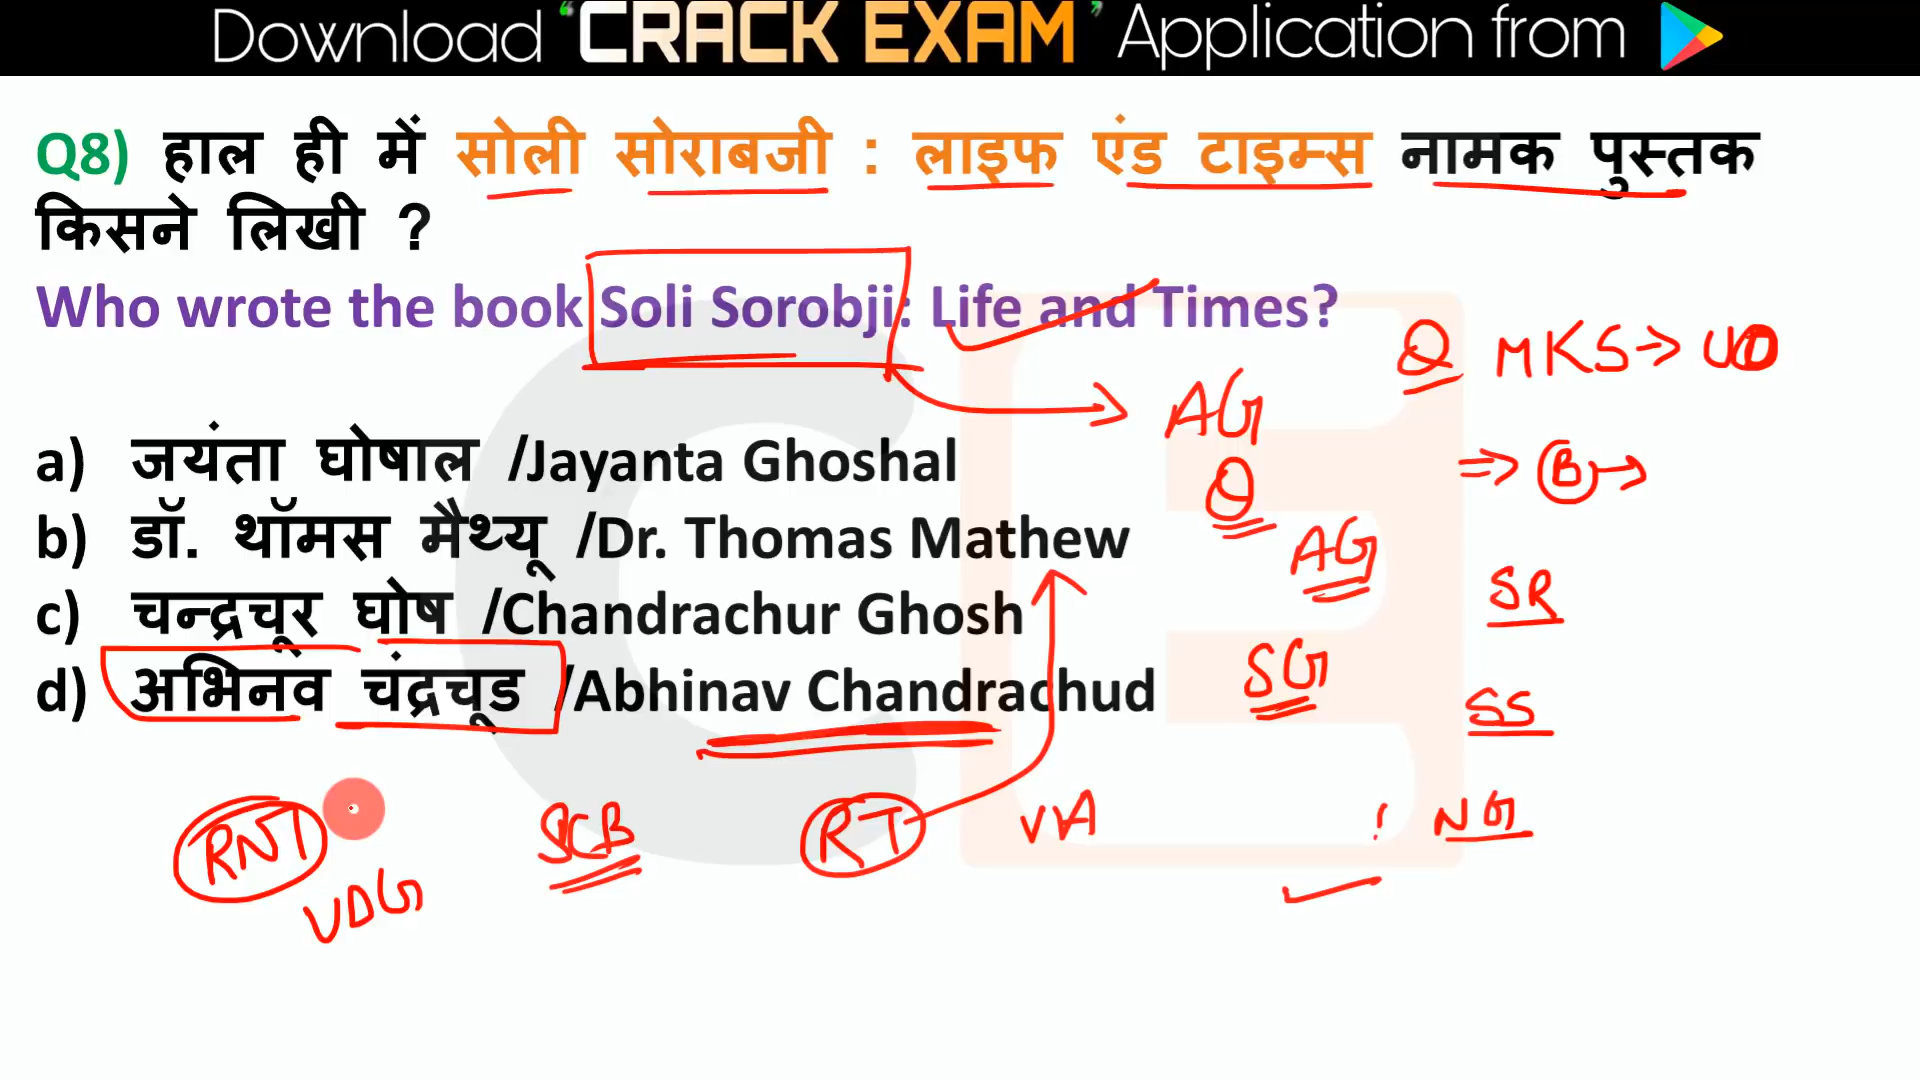 Download "CRACK EXAM" Application from
Q8) हाल ही में सोली सोराबजी : लाइफ एंड टाइम्स नामक पुस्तक
किसने लिखी ?
Who wrote the book Soli Sorobji: Life and Times?
Q MKS → U
AG
a) जयंता घोषाल /Jayanta Ghoshal
⇒ B →
Q
b) डॉ. थॉमस मैथ्यू /Dr. Thomas Mathew
AG
SR
c) चन्द्रचूर घोष /Chandrachur Ghosh
SG
d) अभिनव चंद्रचूड /Abhinav Chandrachud
SS
RNT
SCB
RT
VA
NG
VDG